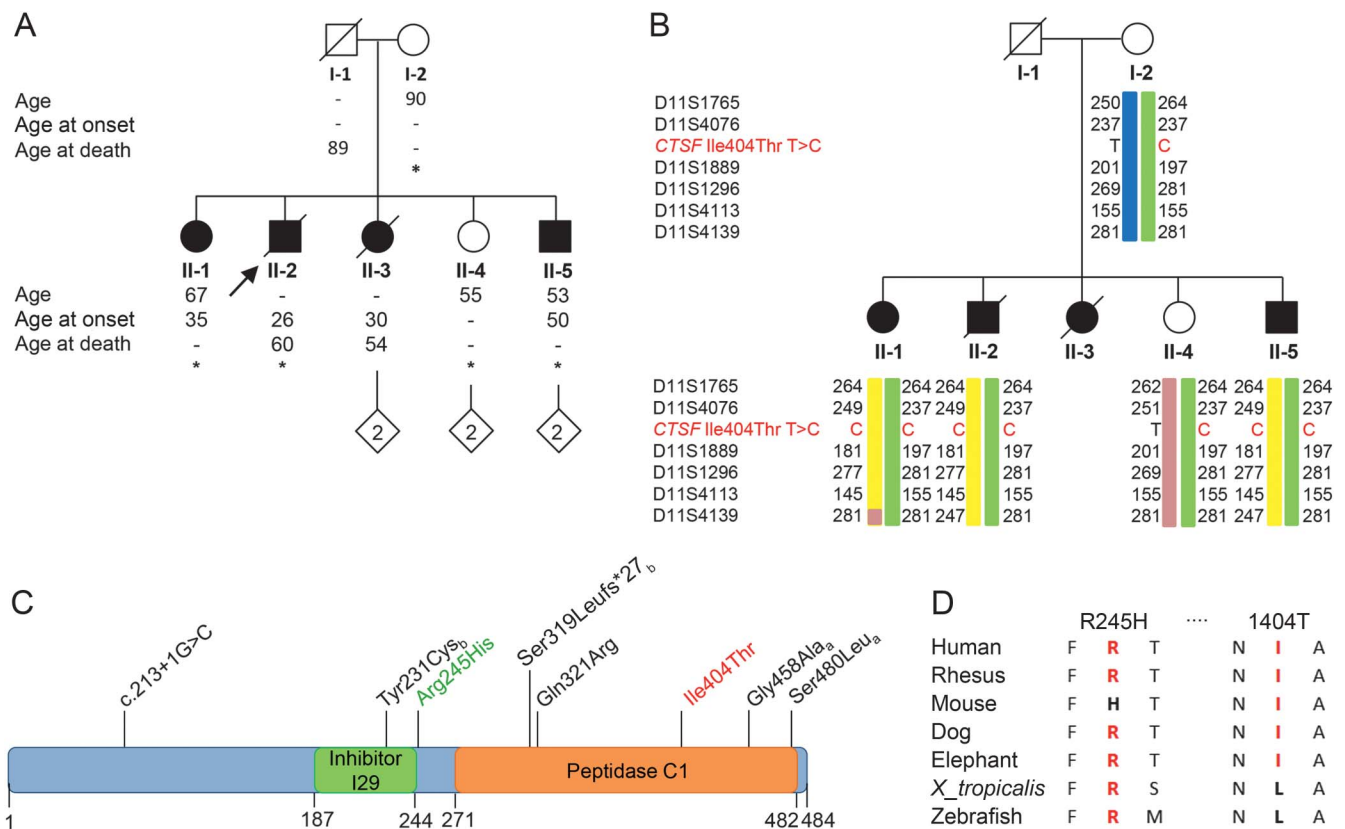 A
I-1 I-2
Age - 90
Age at onset - -
Age at death 89 -
*
II-1 II-2 II-3 II-4 II-5
Age 67 - - 55 53
Age at onset 35 26 30 - 50
Age at death - 60 54 - -
* * * *
2 2 2
B
I-1 I-2
D11S1765 250 264
D11S4076 237 237
CTSF Ile404Thr T>C T C
D11S1889 201 197
D11S1296 269 281
D11S4113 155 155
D11S4139 281 281
II-1 II-2 II-3 II-4 II-5
D11S1765 264 264 264 264 262 264 264 264
D11S4076 249 237 249 237 251 237 249 237
CTSF Ile404Thr T>C C C C C T C C C
D11S1889 181 197 181 197 201 197 181 197
D11S1296 277 281 277 281 269 281 277 281
D11S4113 145 155 145 155 155 155 145 155
D11S4139 281 281 247 281 281 281 247 281
C
c.213+1G>C
Tyr231Cys b
Arg245His
Ser319Leufs*27 b
Gln321Arg
Ile404Thr
Gly458Ala a
Ser480Leu a
Inhibitor
I29
Peptidase C1
1 187 244 271 482 484
D
R245H .... 1404T
Human F R T N I A
Rhesus F R T N I A
Mouse F H T N I A
Dog F R T N I A
Elephant F R T N I A
X_tropicalis F R S N L A
Zebrafish F R M N L A